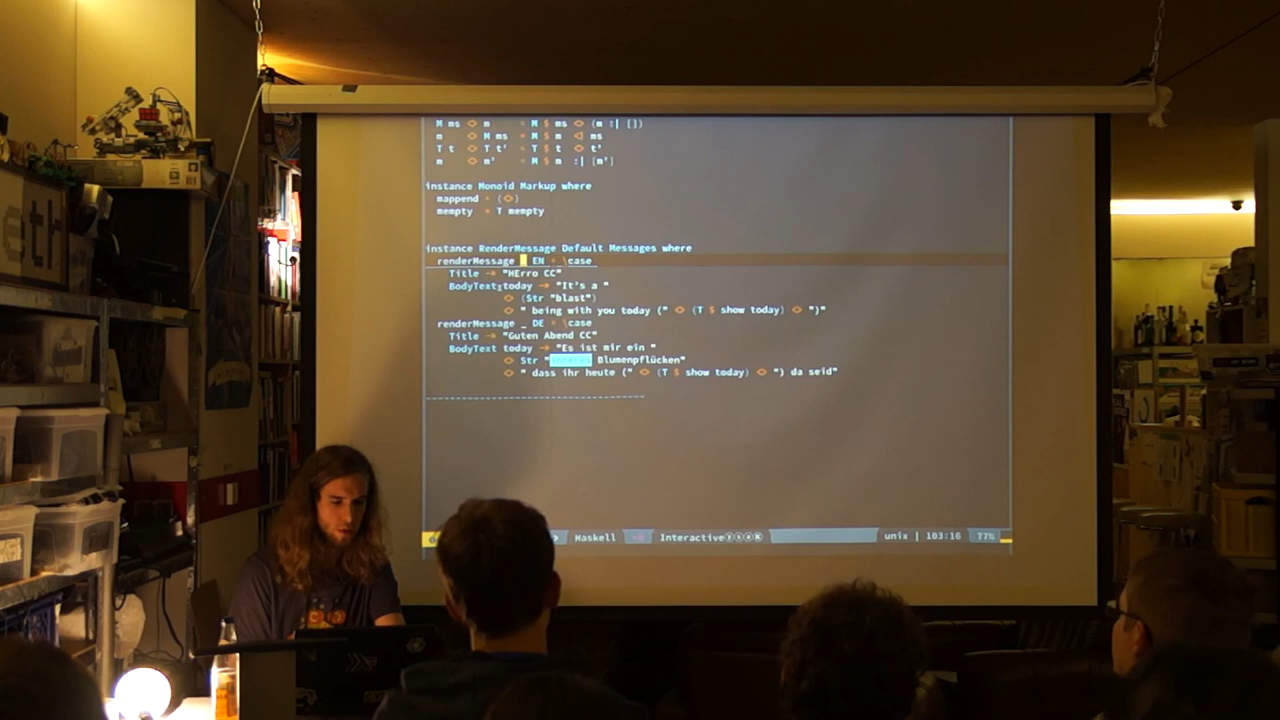 M ms <> m = M $ ms <> (m :| [])
m <> M ms = M $ m <| ms
T t <> T t' = T $ t <> t'
m <> m' = M $ m :| [m']
instance Monoid Markup where
mappend = (<>)
mempty = T mempty
instance RenderMessage Default Messages where
renderMessage EN = \case
Title → "HErro CC"
BodyText today → "It's a "
<> (Str "blast")
<> " being with you today (" <> (T $ show today) <> ")"
renderMessage _ DE = \case
Title → "Guten Abend CC"
BodyText today → "Es ist mir ein "
<> Str " Blumenpflücken"
<> " dass ihr heute (" <> (T $ show today) <> ") da seid"
--------------------------------------
Haskell Interactive unix | 103:16 77%
eth